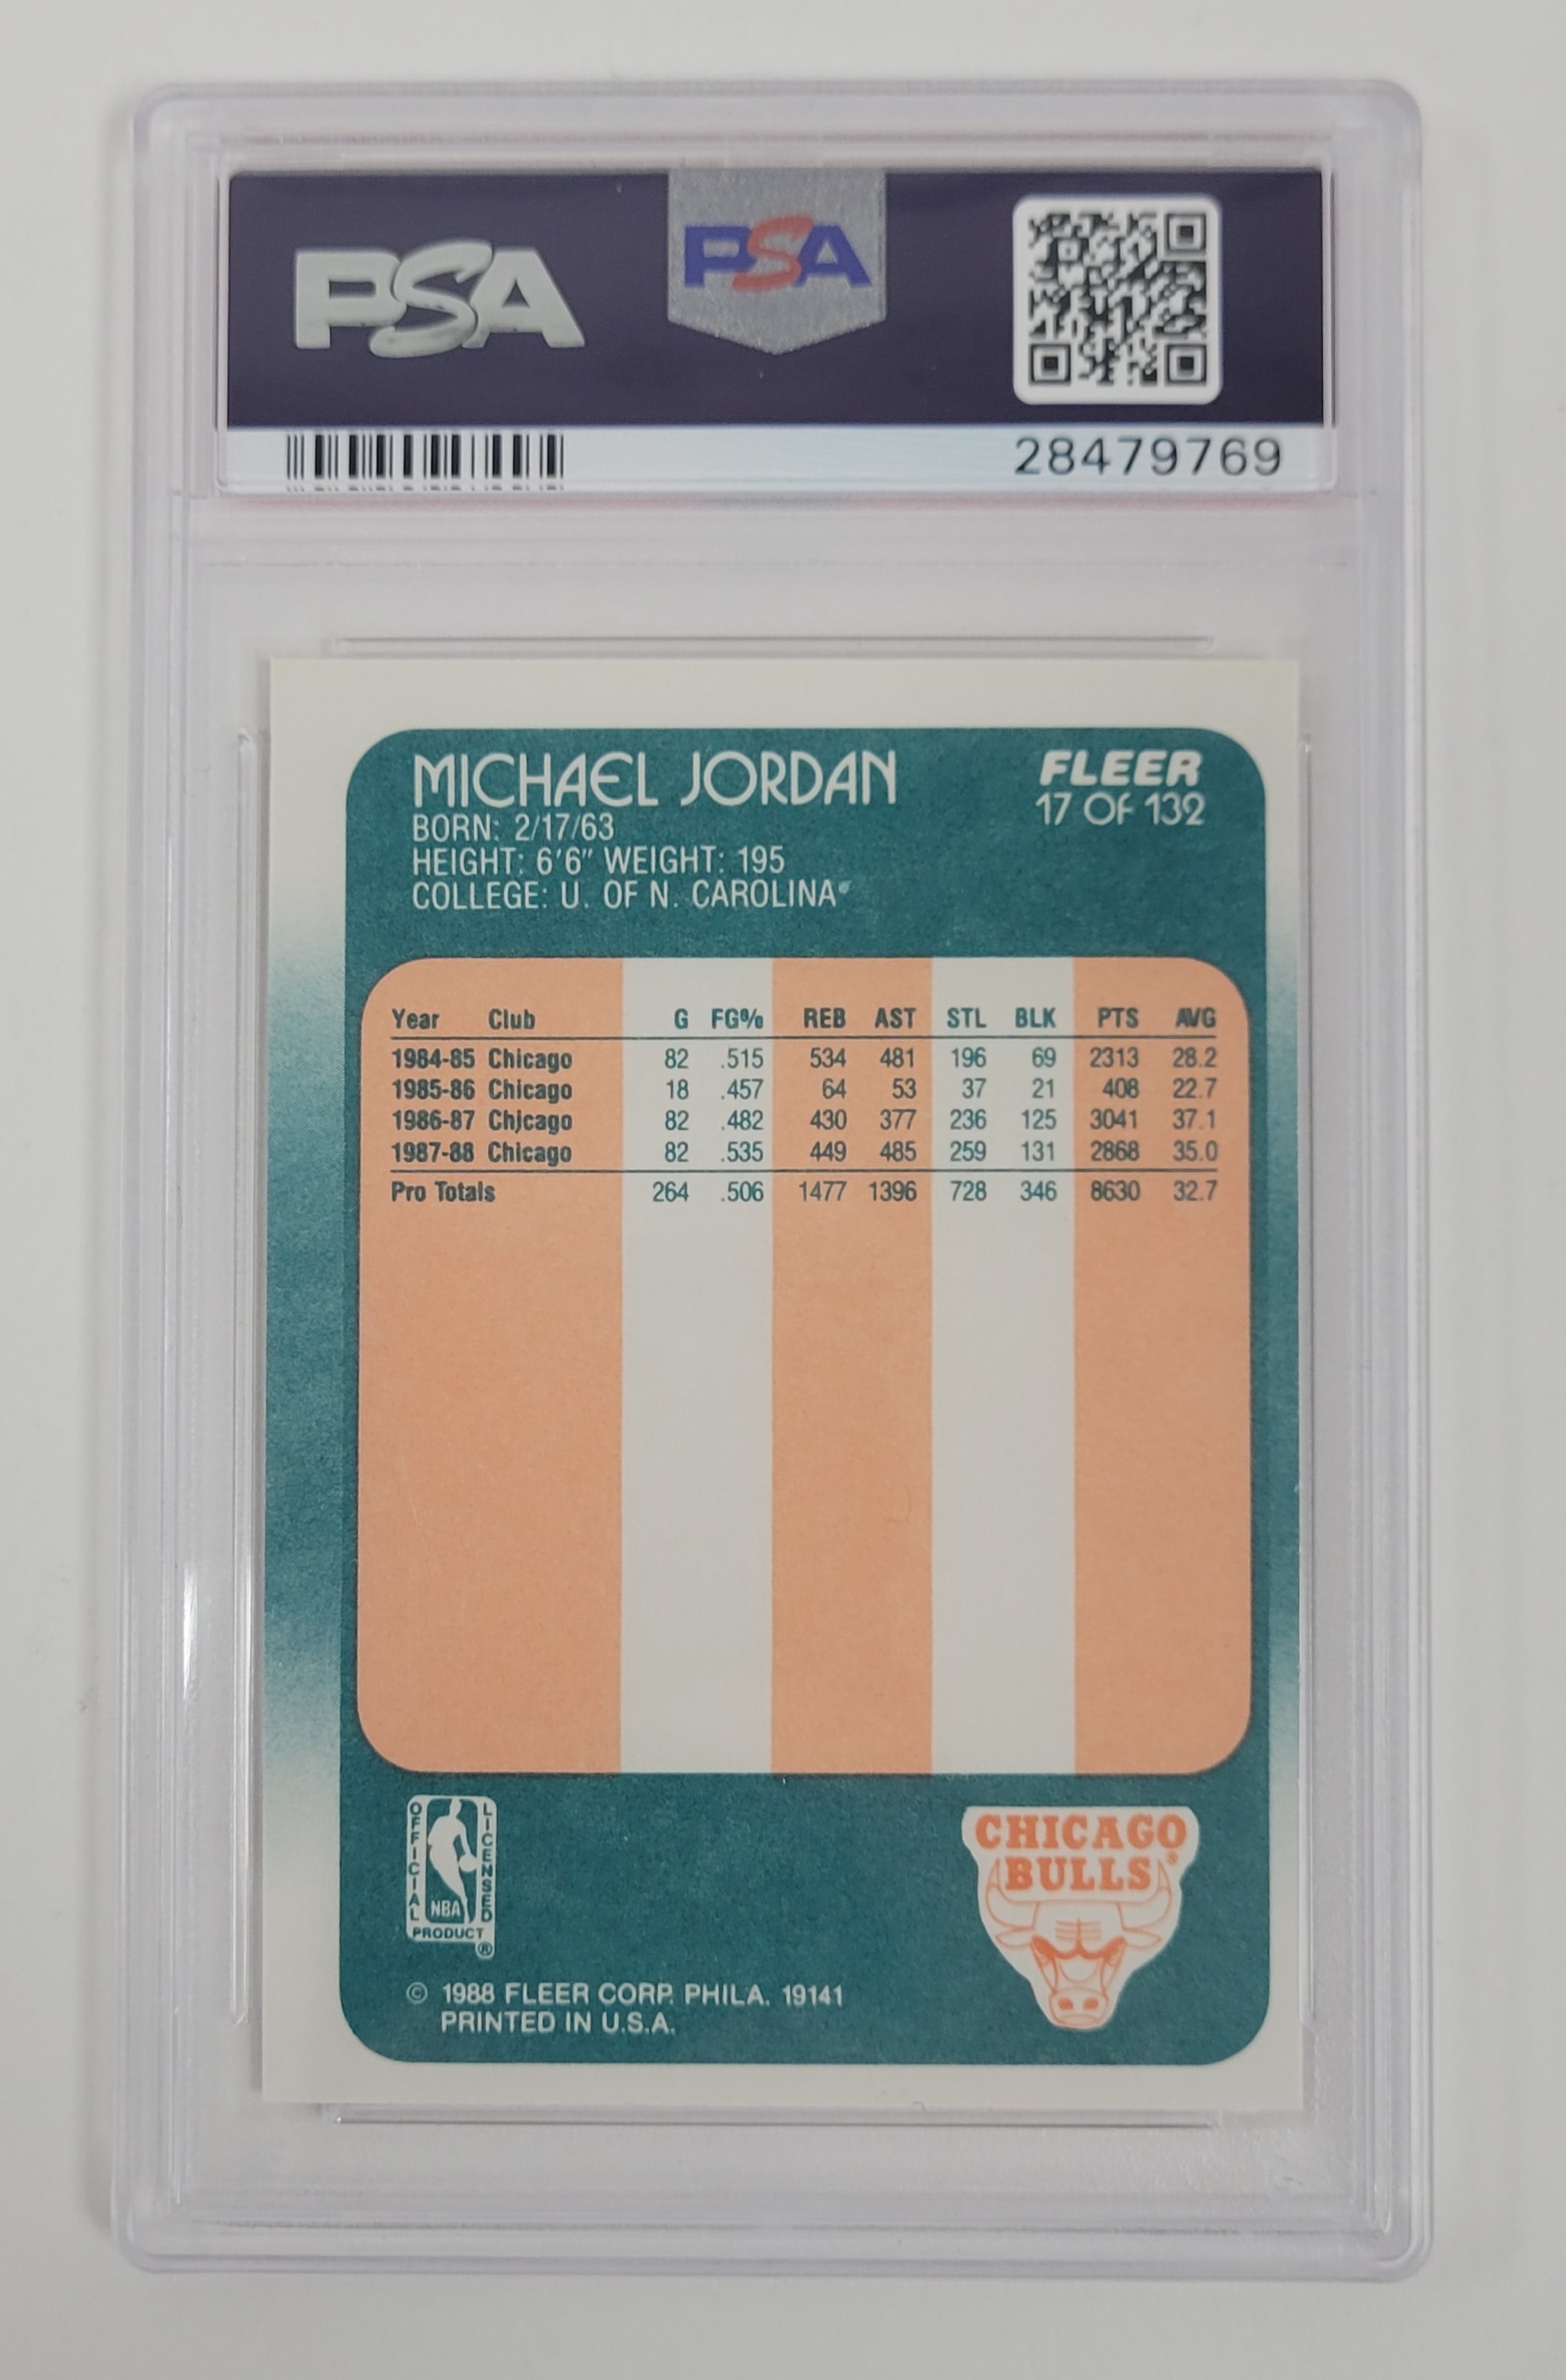 PSA PSA
28479769
MICHAEL JORDAN FLEER
17 OF 132
BORN: 2/17/63
HEIGHT: 6'6" WEIGHT: 195
COLLEGE: U. OF N. CAROLINA
Year Club G FG% REB AST STL BLK PTS AVG
1984-85 Chicago 82 .515 534 481 196 69 2313 28.2
1985-86 Chicago 18 .457 64 53 37 21 408 22.7
1986-87 Chicago 82 .482 430 377 236 125 3041 37.1
1987-88 Chicago 82 .535 449 485 259 131 2868 35.0
Pro Totals 264 .506 1477 1396 728 346 8630 32.7
OFFICIAL LICENSED
NBA
PRODUCT ®
CHICAGO
BULLS®
© 1988 FLEER CORP. PHILA. 19141
PRINTED IN U.S.A.